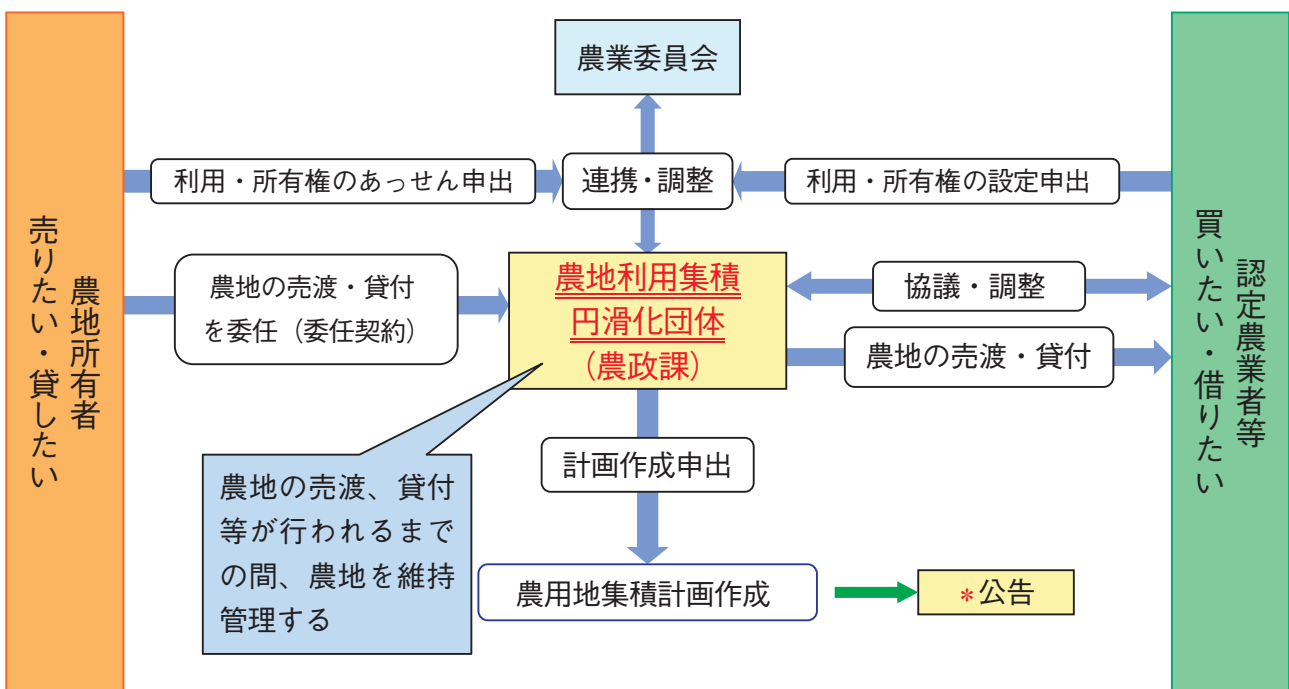 農業委員会
利用・所有権のあっせん申出
連携・調整
利用・所有権の設定申出
農地所有者
売りたい・貸したい
農地の売渡・貸付
を委任（委任契約）
農地利用集積
円滑化団体
（農政課）
協議・調整
農地の売渡・貸付
認定農業者等
買いたい・借りたい
計画作成申出
農地の売渡、貸付
等が行われるまで
の間、農地を維持
管理する
農用地集積計画作成
*公告